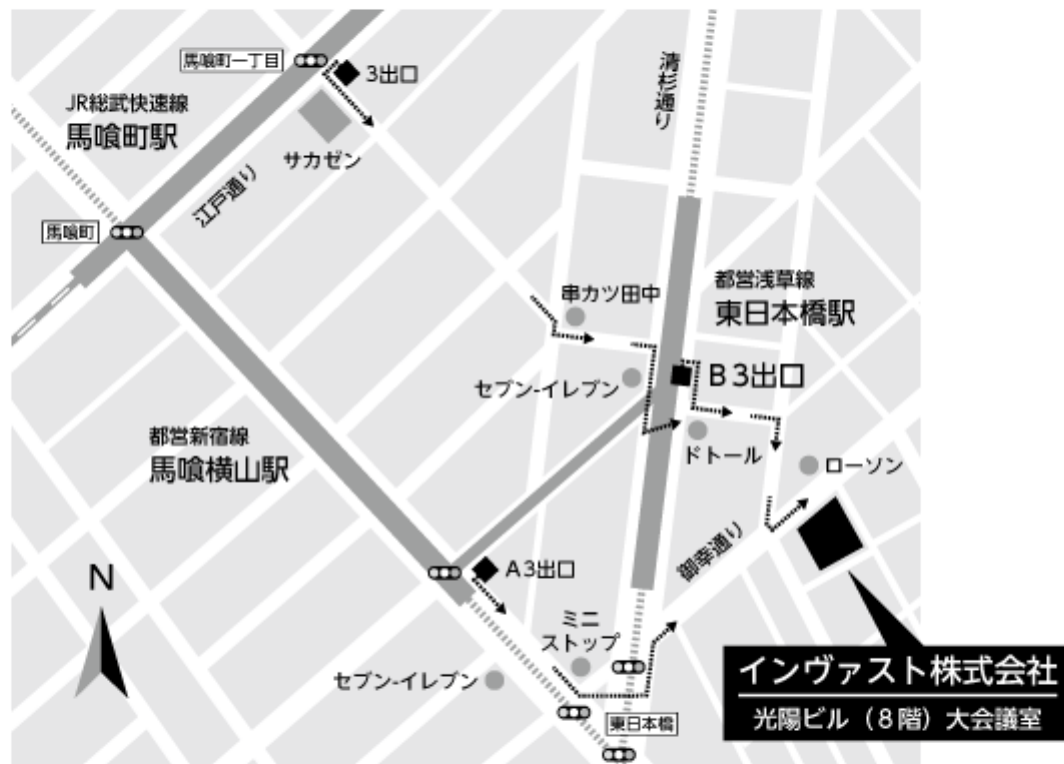 馬喰町一丁目
3出口
JR総武快速線
馬喰町駅
サカゼン
江戸通り
清杉通り
馬喰町
都営浅草線
東日本橋駅
串カツ田中
セブン-イレブン
B3出口
ドトール
ローソン
都営新宿線
馬喰横山駅
御幸通り
A3出口
N
ミニ
ストップ
セブン-イレブン
東日本橋
インヴァスト株式会社
光陽ビル（8階）大会議室